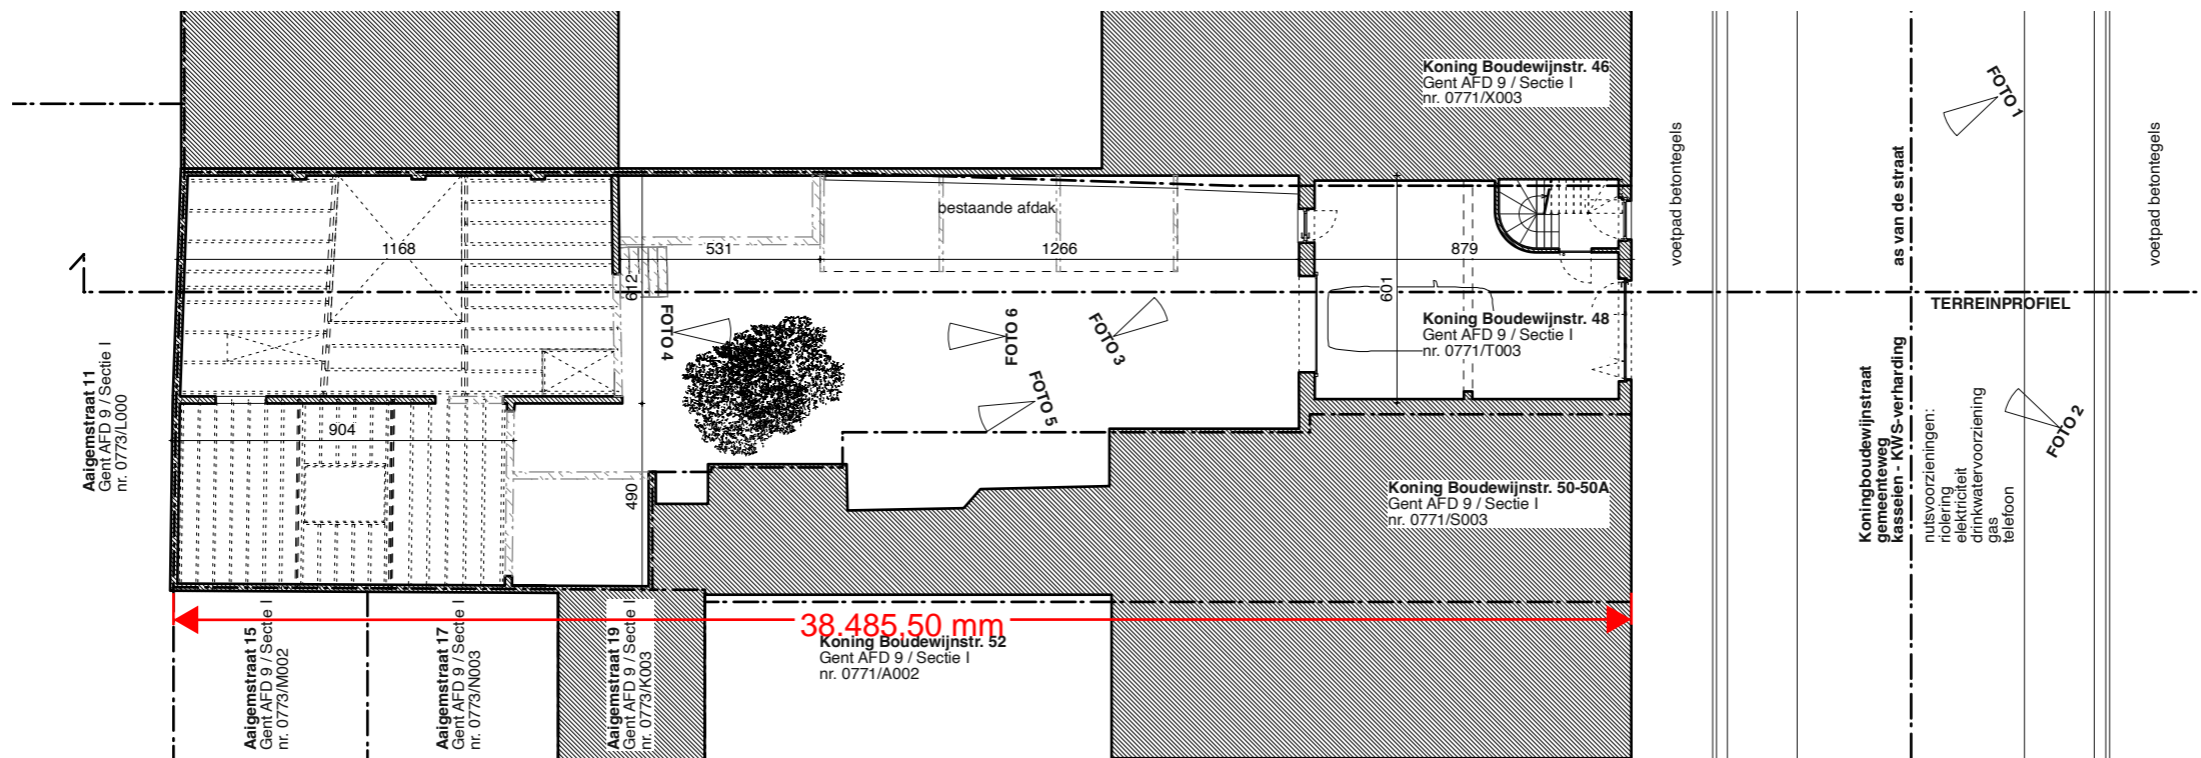 Koning Boudewijnstr. 46
Gent AFD 9 / Sectie I
nr. 0771/X003
FOTO 1
voetpad betontegels
as van de straat
voetpad betontegels
bestaande afdak
1168
531
1266
879
612
601
TERREINPROFIEL
FOTO 4
FOTO 6
FOTO 3
Koning Boudewijnstr. 48
Gent AFD 9 / Sectie I
nr. 0771/T003
Aaigemstraat 11
Gent AFD 9 / Sectie I
nr. 0773/L000
FOTO 5
FOTO 2
904
490
Koning Boudewijnstr. 50-50A
Gent AFD 9 / Sectie I
nr. 0771/S003
Koningboudewijnstraat
gemeenteweg
kasseien - KWS-verharding
nutsvoorzieningen:
riolering
elektriciteit
drinkwatervoorziening
gas
telefoon
38.485,50 mm
Aaigemstraat 15
Gent AFD 9 / Sectie I
nr. 0773/M002
Aaigemstraat 17
Gent AFD 9 / Sectie I
nr. 0773/N003
Aaigemstraat 19
Gent AFD 9 / Sectie I
nr. 0773/K003
Koning Boudewijnstr. 52
Gent AFD 9 / Sectie I
nr. 0771/A002